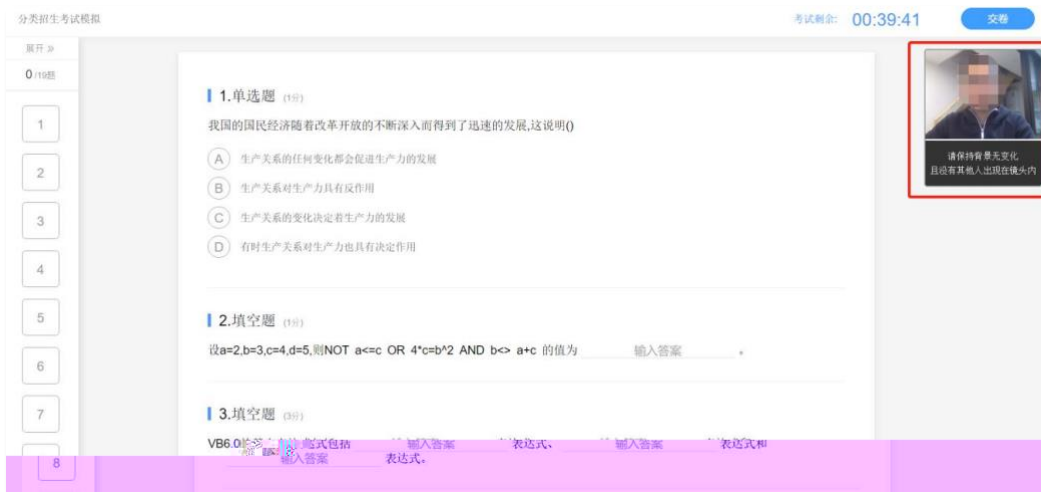 分类招生考试模拟
考试剩余: 00:39:41
交卷
展开 »
0 /19题
1
2
3
4
5
6
7
8
请保持背景无变化
且没有其他人出现在镜头内
1.单选题 (1分)
我国的国民经济随着改革开放的不断深入而得到了迅速的发展,这说明()
A 生产关系的任何变化都会促进生产力的发展
B 生产关系对生产力具有反作用
C 生产关系的变化决定着生产力的发展
D 有时生产关系对生产力也具有决定作用
2.填空题 (1分)
设a=2,b=3,c=4,d=5,则NOT a<=c OR 4*c=b^2 AND b<> a+c 的值为 输入答案 。
3.填空题 (3分)
VB6.0 式包括 输入答案 表达式、 输入答案 表达式和
输入答案 表达式。